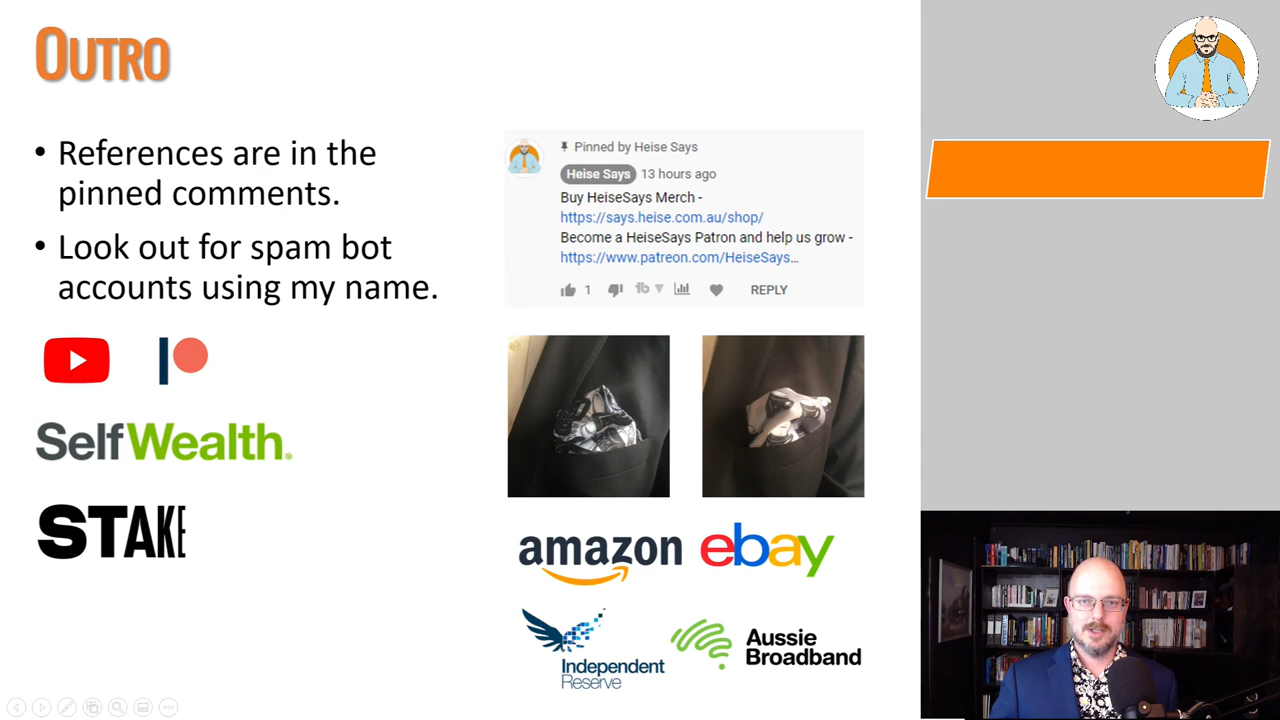 OUTRO
• References are in the
pinned comments.
• Look out for spam bot
accounts using my name.
SelfWealth.
STAKE
Pinned by Heise Says
Heise Says 13 hours ago
Buy HeiseSays Merch -
https://says.heise.com.au/shop/
Become a HeiseSays Patron and help us grow -
https://www.patreon.com/HeiseSays...
1
REPLY
amazon
ebay
Independent
Reserve
Aussie
Broadband